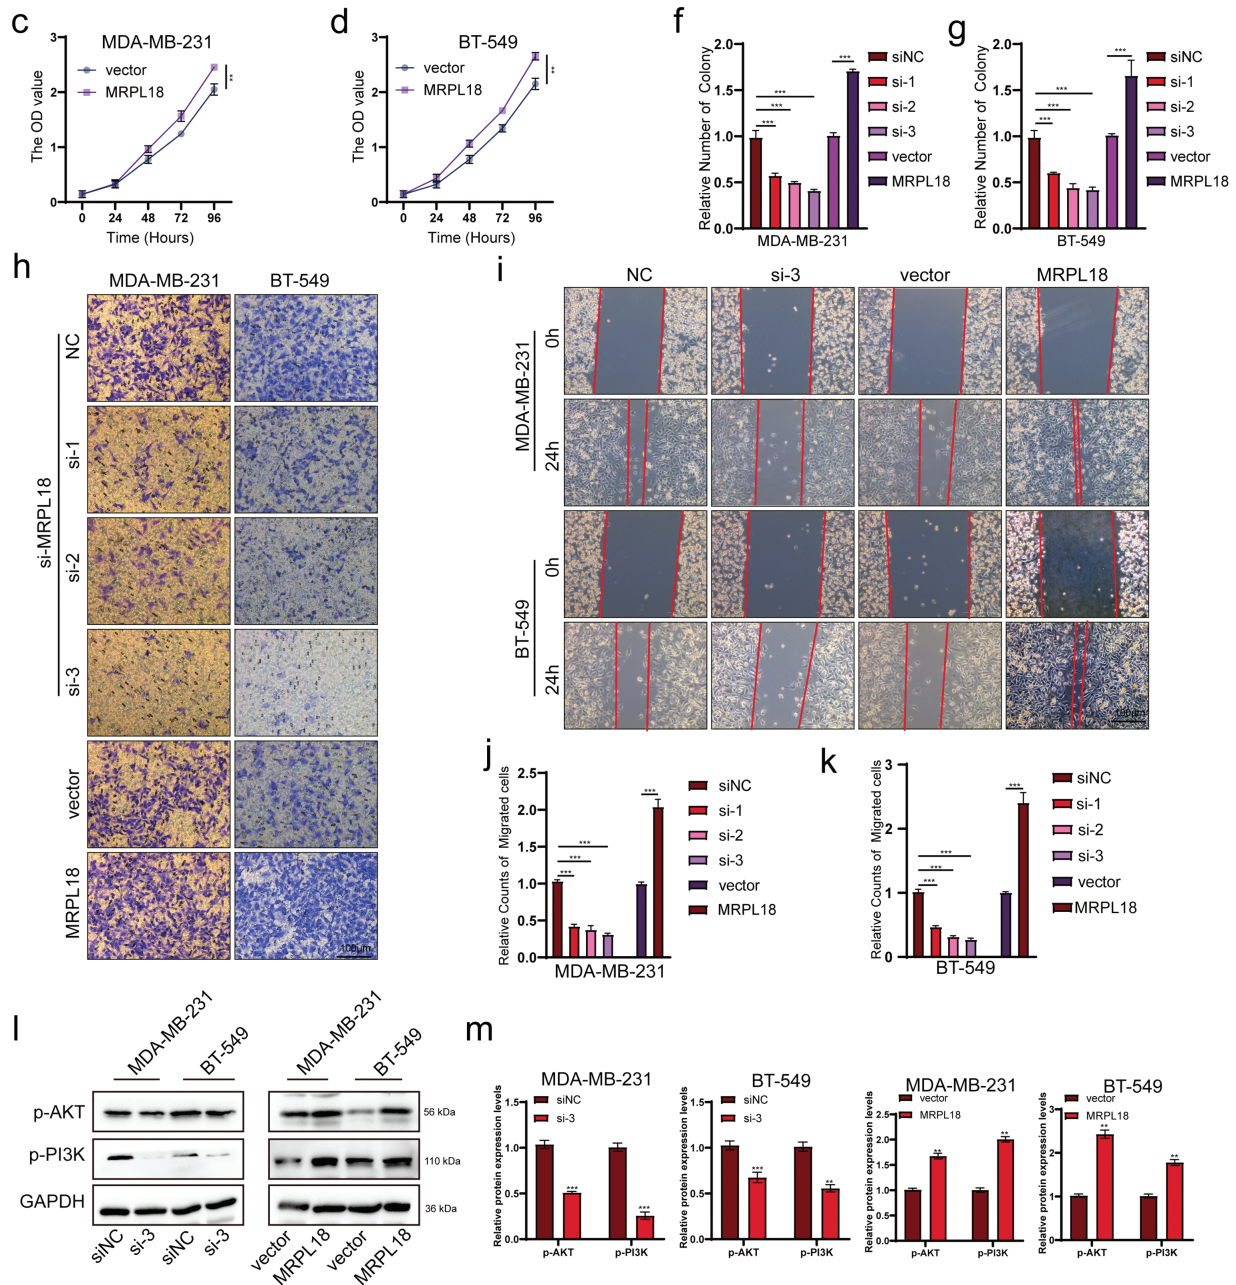 c
MDA-MB-231
The OD value
3
2
1
0
vector
MRPL18
**
0 24 48 72 96
Time (Hours)
d
BT-549
The OD value
3
2
1
0
vector
MRPL18
**
0 24 48 72 96
Time (Hours)
f
Relative Number of Colony
2.0
1.5
1.0
0.5
0.0
*** *** *** ***
MDA-MB-231
siNC
si-1
si-2
si-3
vector
MRPL18
g
Relative Number of Colony
2.0
1.5
1.0
0.5
0.0
*** *** *** ***
BT-549
siNC
si-1
si-2
si-3
vector
MRPL18
h
MDA-MB-231 BT-549
si-MRPL18
NC
si-1
si-2
si-3
vector
MRPL18
100μm
i
NC si-3 vector MRPL18
MDA-MB-231
0h
24h
BT-549
0h
24h
100μm
j
Relative Counts of Migrated cells
2.5
2.0
1.5
1.0
0.5
0.0
*** *** *** ***
MDA-MB-231
siNC
si-1
si-2
si-3
vector
MRPL18
k
Relative Counts of Migrated cells
3
2
1
0
*** *** *** ***
BT-549
siNC
si-1
si-2
si-3
vector
MRPL18
l
MDA-MB-231 BT-549 MDA-MB-231 BT-549
p-AKT 56 kDa
p-PI3K 110 kDa
GAPDH 36 kDa
siNC si-3 siNC si-3 vector MRPL18 vector MRPL18
m
MDA-MB-231
Relative protein expression levels
siNC
si-3
1.5
1.0
0.5
0.0
*** ***
p-AKT p-PI3K
BT-549
Relative protein expression levels
siNC
si-3
1.5
1.0
0.5
0.0
*** **
p-AKT p-PI3K
MDA-MB-231
Relative protein expression levels
vector
MRPL18
2.5
2.0
1.5
1.0
0.5
0.0
** **
p-AKT p-PI3K
BT-549
Relative protein expression levels
vector
MRPL18
3
2
1
0
** **
p-AKT p-PI3K